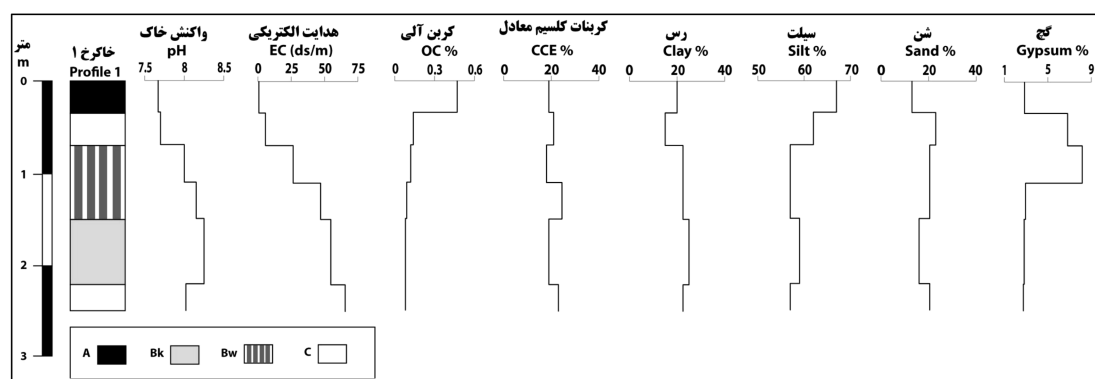 متر
m
خاکرخ ۱
Profile 1
واکنش خاک
pH
7.5 8 8.5
هدایت الکتریکی
EC (ds/m)
0 25 50 75
کربن آلی
OC %
0 0.3 0.6
کربنات کلسیم معادل
CCE %
0 20 40
رس
Clay %
0 20 40
سیلت
Silt %
50 60 70
شن
Sand %
0 20 40
گچ
Gypsum %
1 5 9
0
1
2
3
A Bk Bw C